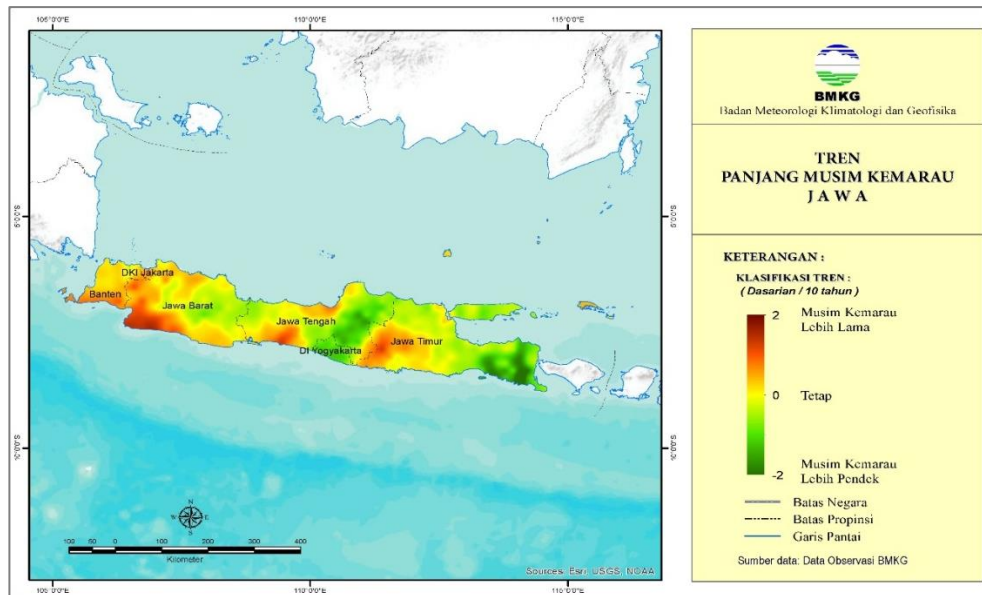 105°0'0"E
110°0'0"E
115°0'0"E
5°0'0"S
5°0'0"S
DKI Jakarta
Banten
Jawa Barat
Jawa Tengah
DI Yogyakarta
Jawa Timur
10°0'0"S
10°0'0"S
N
W E
S
100 50 0 100 200 300 400
Kilometer
Sources: Esri, USGS, NOAA
105°0'0"E
110°0'0"E
115°0'0"E
BMKG
Badan Meteorologi Klimatologi dan Geofisika
TREN
PANJANG MUSIM KEMARAU
J A W A
KETERANGAN :
KLASIFIKASI TREN :
( Dasarian / 10 tahun )
2 Musim Kemarau
Lebih Lama
0 Tetap
-2 Musim Kemarau
Lebih Pendek
Batas Negara
Batas Propinsi
Garis Pantai
Sumber data: Data Observasi BMKG